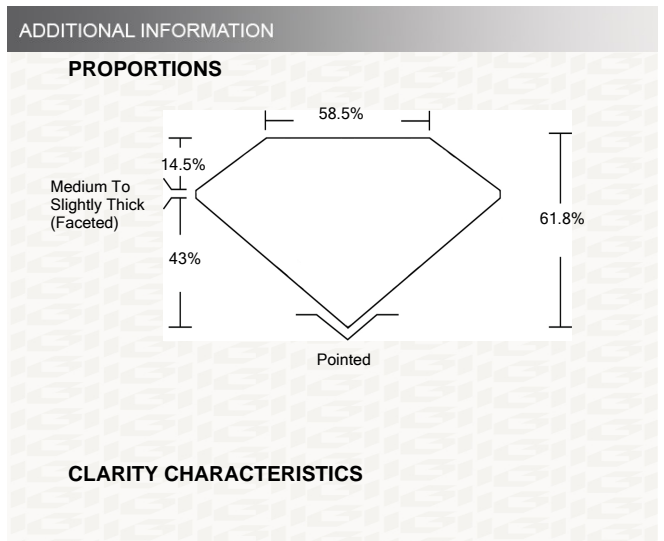 ADDITIONAL INFORMATION
PROPORTIONS
58.5%
14.5%
Medium To
Slightly Thick
(Faceted)
61.8%
43%
Pointed
CLARITY CHARACTERISTICS